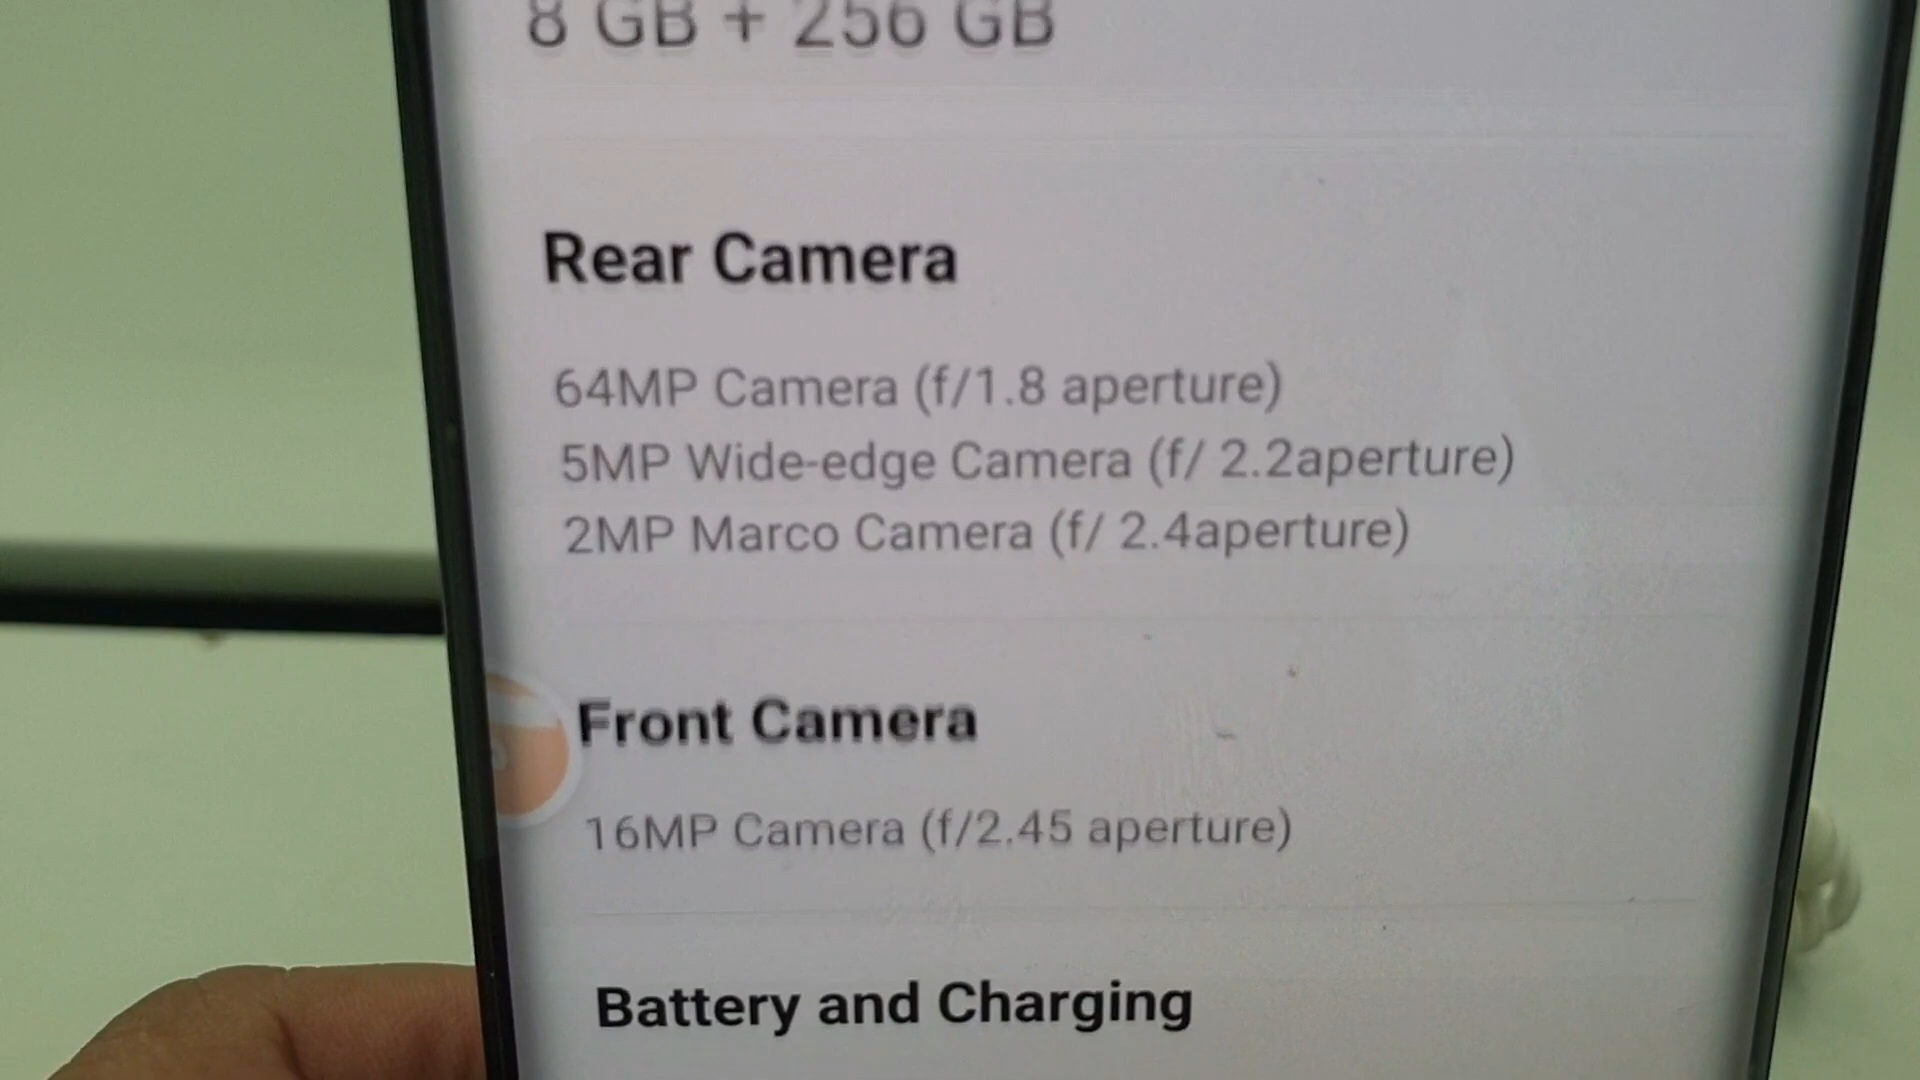 8 GB + 256 GB
Rear Camera
64MP Camera (f/1.8 aperture)
5MP Wide-edge Camera (f/ 2.2aperture)
2MP Marco Camera (f/ 2.4aperture)
Front Camera
16MP Camera (f/2.45 aperture)
Battery and Charging